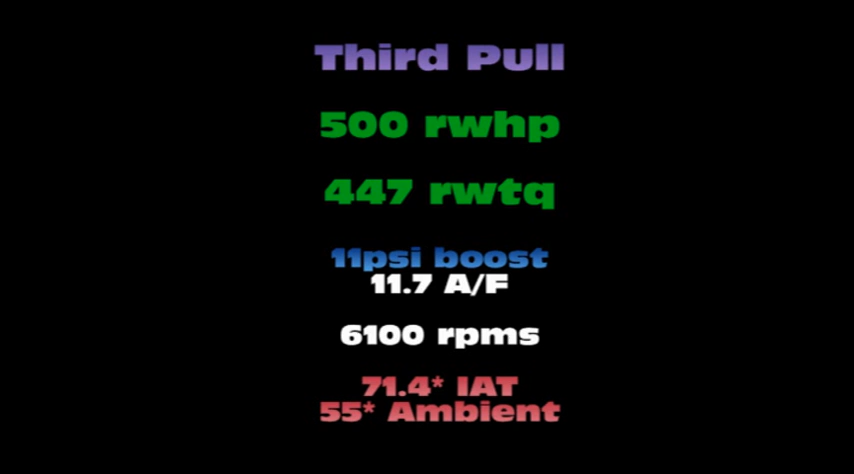 Third Pull
500 rwhp
447 rwtq
11psi boost
11.7 A/F
6100 rpms
71.4* IAT
55* Ambient